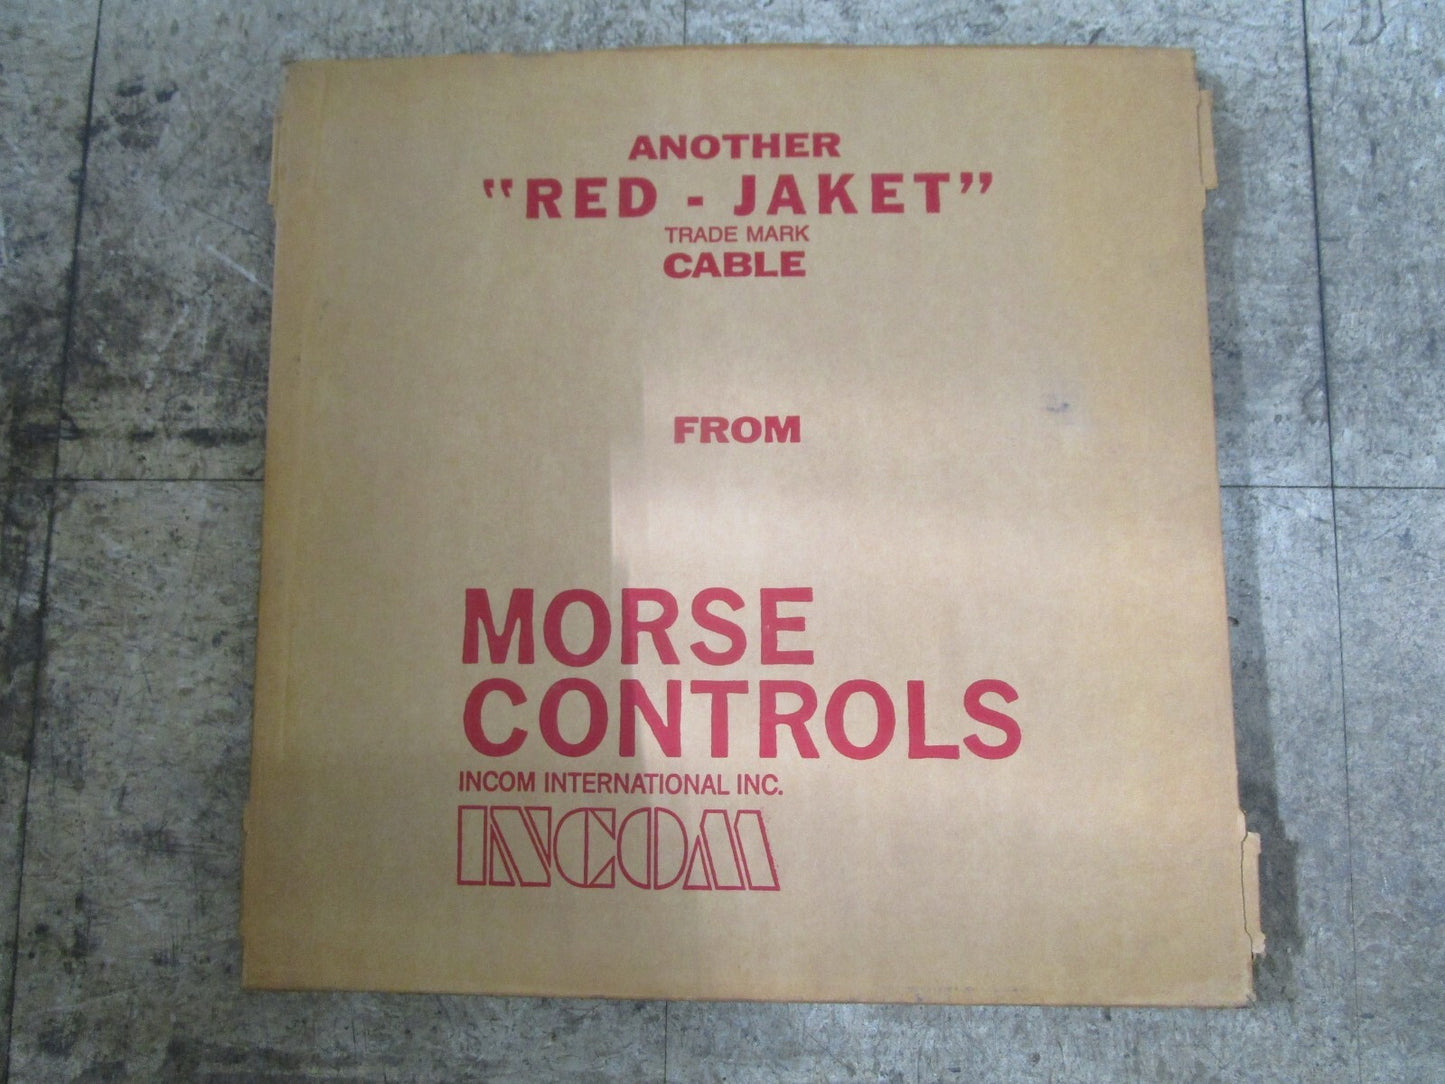 ANOTHER
"RED - JAKET"
TRADE MARK
CABLE
FROM
MORSE
CONTROLS
INCOM INTERNATIONAL INC.
INCOM